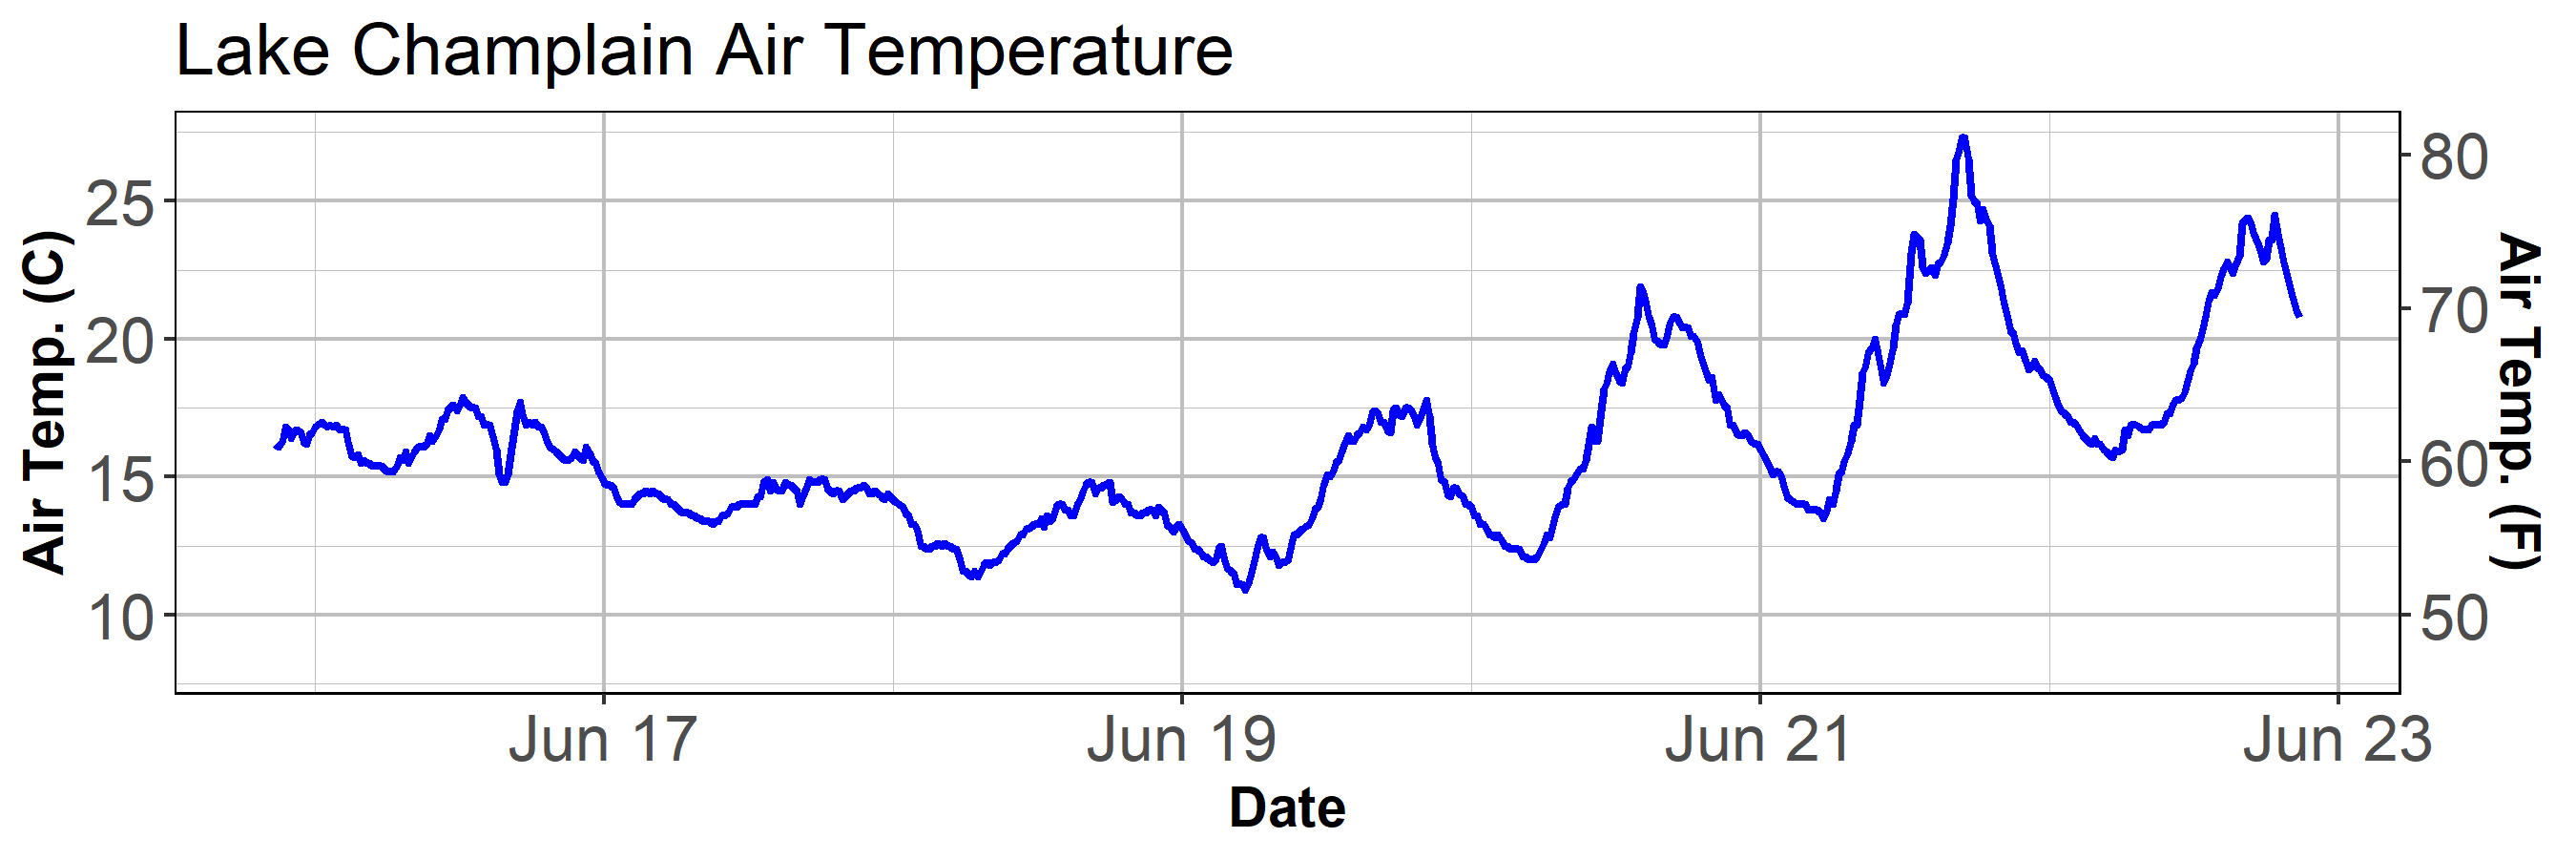 Lake Champlain Air Temperature
Air Temp. (C)
25
20
15
10
80
70
60
50
Air Temp. (F)
Jun 17 Jun 19 Jun 21 Jun 23
Date